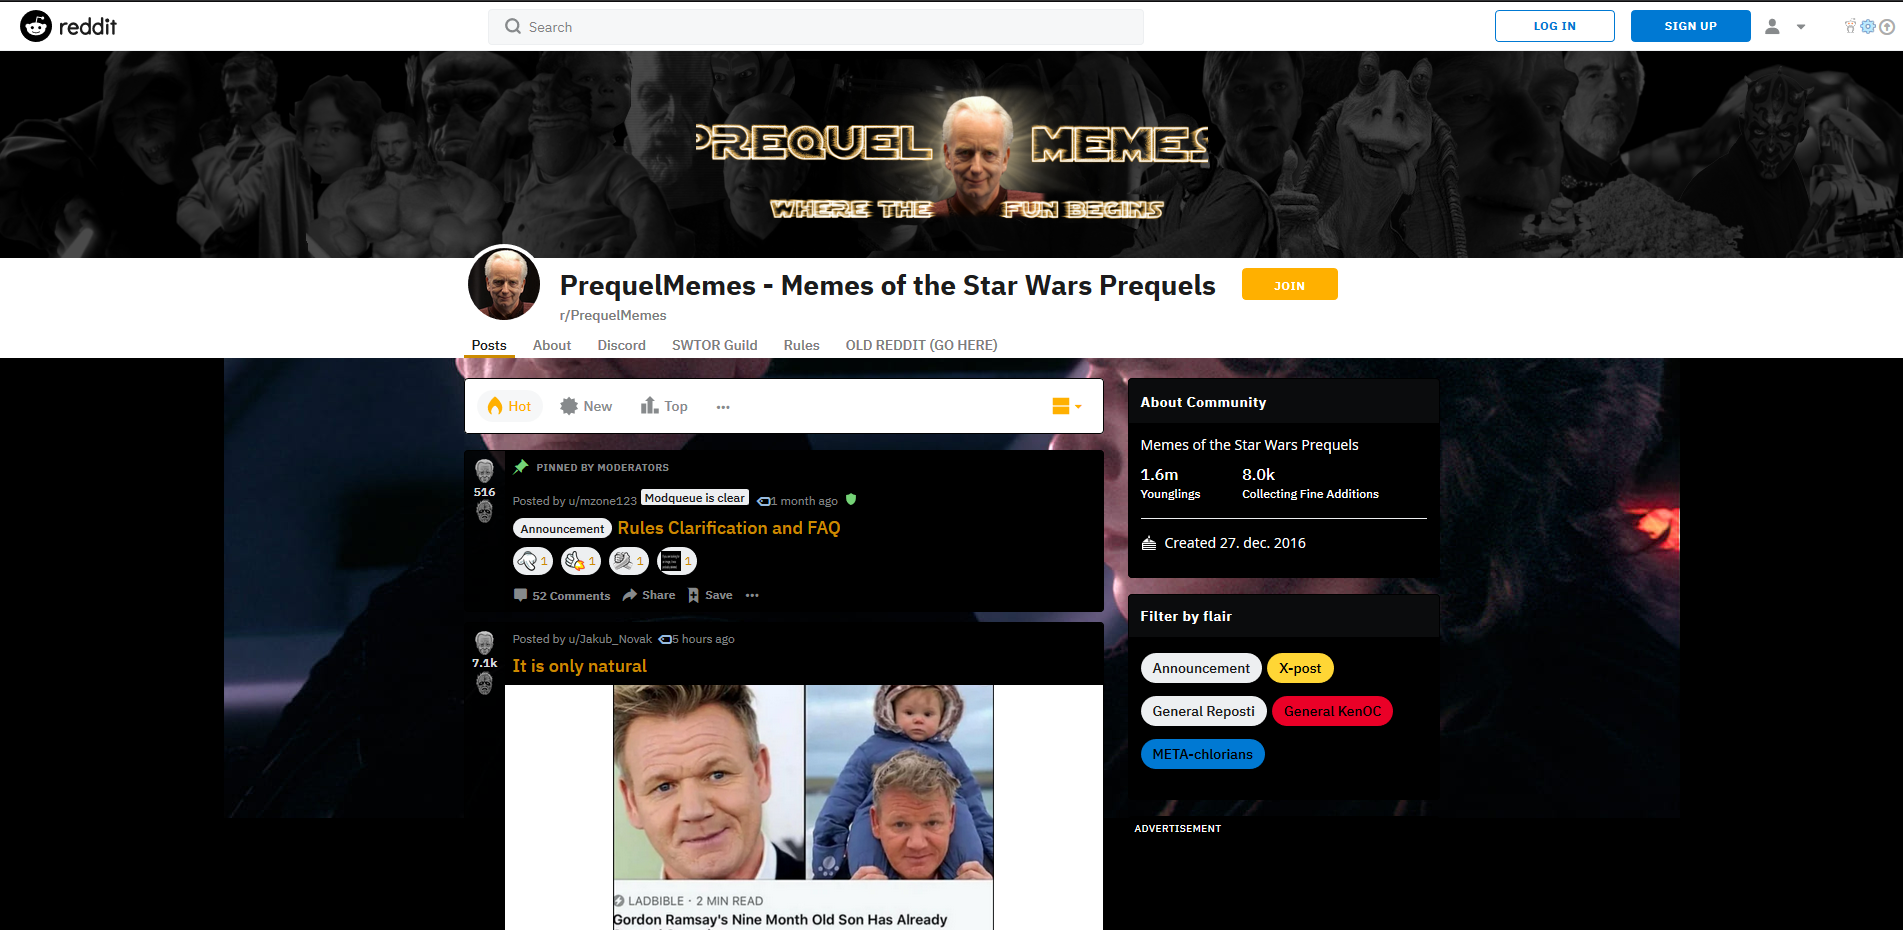 reddit
Search
LOG IN
SIGN UP
PREQUEL MEMES
WHERE THE FUN BEGINS
PrequelMemes - Memes of the Star Wars Prequels
JOIN
r/PrequelMemes
Posts About Discord SWTOR Guild Rules OLD REDDIT (GO HERE)
Hot New Top
PINNED BY MODERATORS
516
Posted by u/mzone123 Modqueue is clear 1 month ago
Announcement Rules Clarification and FAQ
1 1 1 1
52 Comments Share Save
Posted by u/Jakub_Novak 5 hours ago
7.1k
It is only natural
LADBIBLE · 2 MIN READ
Gordon Ramsay's Nine Month Old Son Has Already
About Community
Memes of the Star Wars Prequels
1.6m 8.0k
Younglings Collecting Fine Additions
Created 27. dec. 2016
Filter by flair
Announcement X-post
General Reposti General KenOC
META-chlorians
ADVERTISEMENT